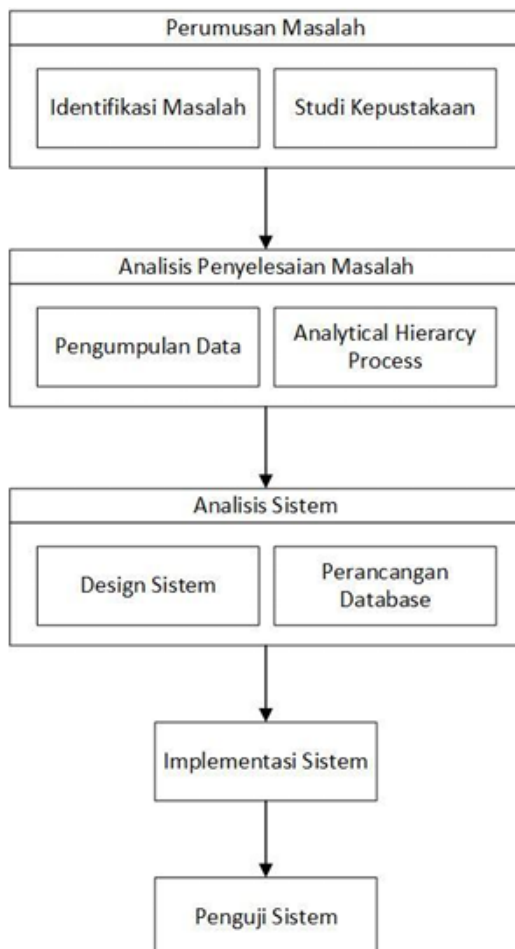 Perumusan Masalah
Identifikasi Masalah
Studi Kepustakaan
Analisis Penyelesaian Masalah
Pengumpulan Data
Analytical Hierarcy
Process
Analisis Sistem
Design Sistem
Perancangan
Database
Implementasi Sistem
Penguji Sistem